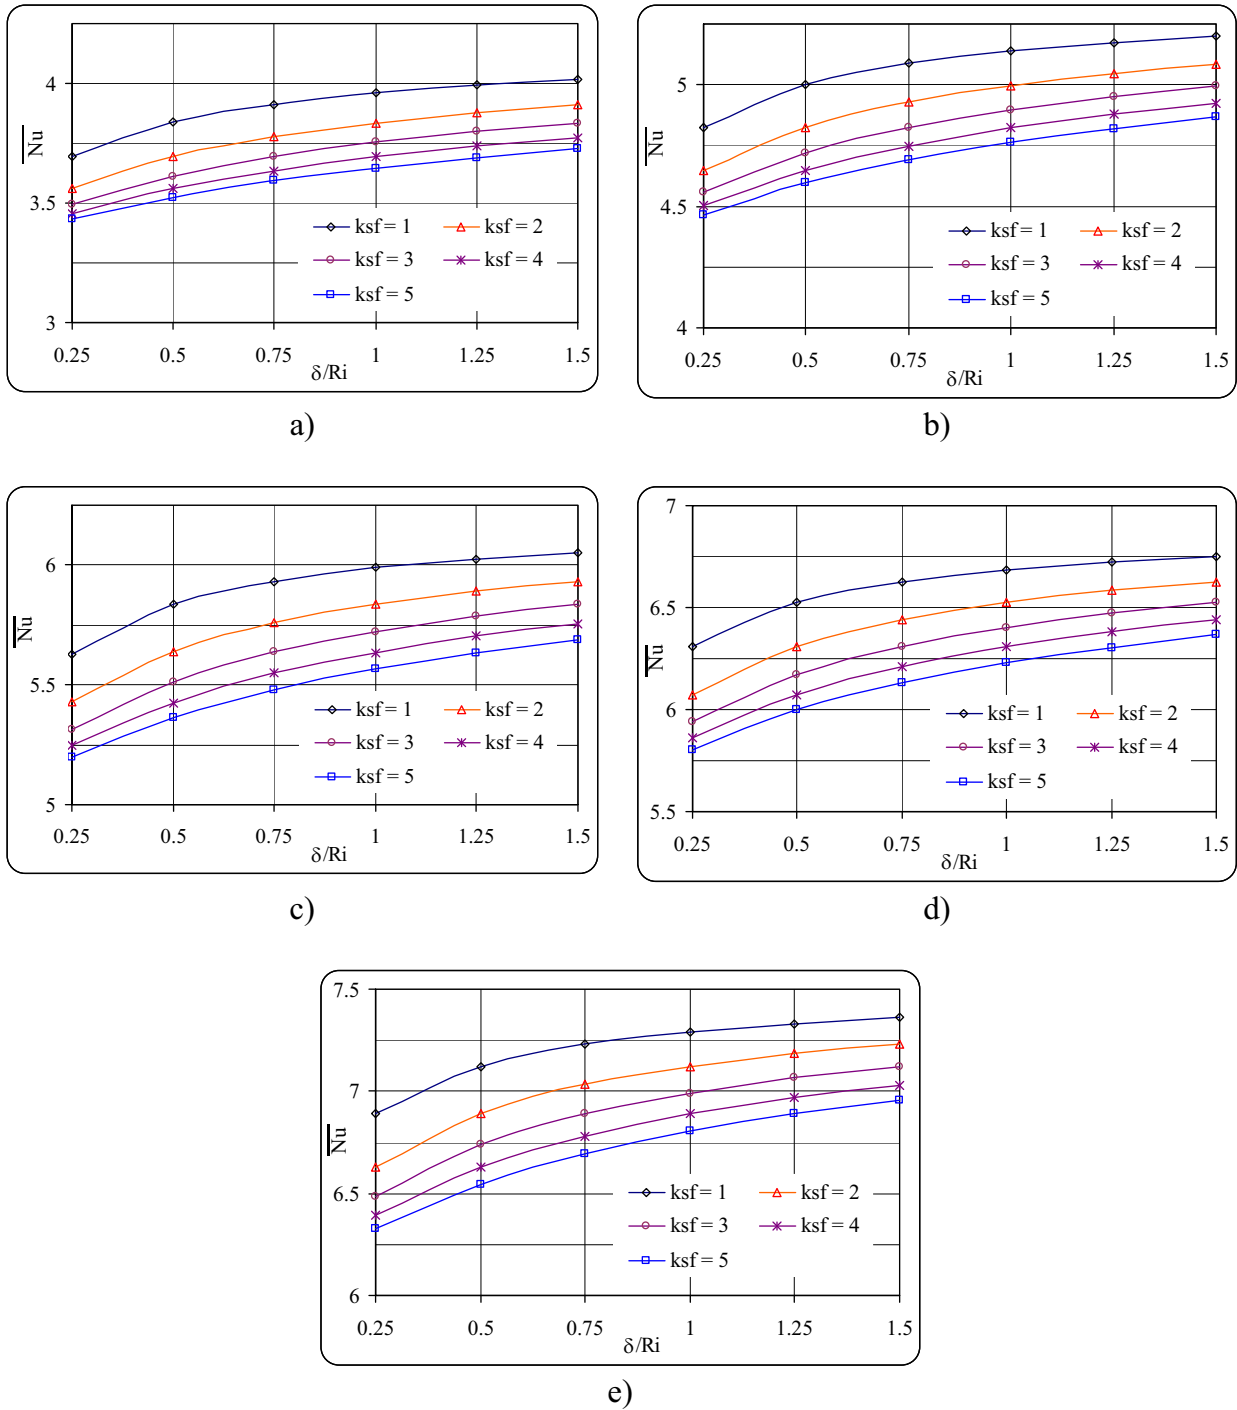 4
3.5
3
Nu
ksf = 1
ksf = 2
ksf = 3
ksf = 4
ksf = 5
0.25 0.5 0.75 1 1.25 1.5
δ/Ri
a)
5
4.5
4
Nu
ksf = 1
ksf = 2
ksf = 3
ksf = 4
ksf = 5
0.25 0.5 0.75 1 1.25 1.5
δ/Ri
b)
6
5.5
5
Nu
ksf = 1
ksf = 2
ksf = 3
ksf = 4
ksf = 5
0.25 0.5 0.75 1 1.25 1.5
δ/Ri
c)
7
6.5
6
5.5
Nu
ksf = 1
ksf = 2
ksf = 3
ksf = 4
ksf = 5
0.25 0.5 0.75 1 1.25 1.5
δ/Ri
d)
7.5
7
6.5
6
Nu
ksf = 1
ksf = 2
ksf = 3
ksf = 4
ksf = 5
0.25 0.5 0.75 1 1.25 1.5
δ/Ri
e)